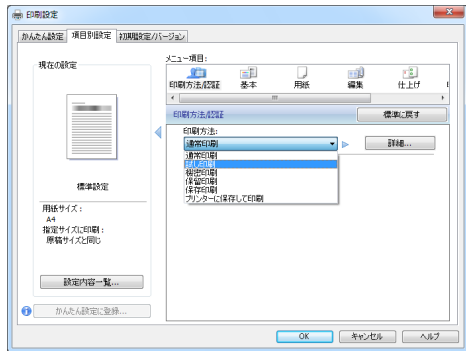 印刷設定
かんたん設定
項目別設定
初期設定/バージョン
現在の設定
標準設定
用紙サイズ：
A4
指定サイズに印刷：
原稿サイズと同じ
設定内容一覧...
かんたん設定に登録...
メニュー項目:
印刷方法/認証
基本
用紙
編集
仕上げ
印刷方法/認証
標準に戻す
印刷方法:
通常印刷
詳細...
通常印刷
試し印刷
機密印刷
保留印刷
保存印刷
プリンターに保存して印刷
OK
キャンセル
ヘルプ